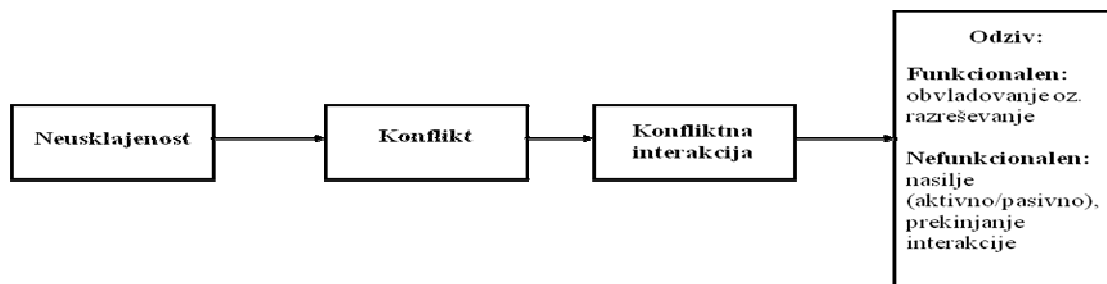 Neusklajenost
Konflikt
Konfliktna
interakcija
Odziv:
Funkcionalen:
obvladovanje oz.
razreševanje
Nefunkcionalen:
nasilje
(aktivno/pasivno),
prekinjanje
interakcije